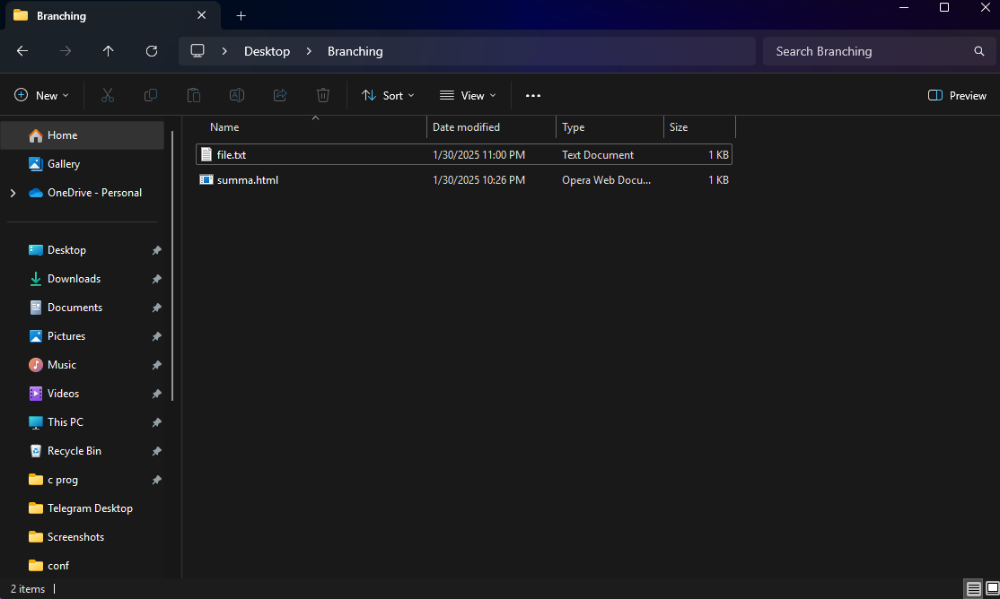 Branching
Desktop > Branching
Search Branching
New
Sort
View
Preview
Home
Gallery
OneDrive - Personal
Desktop
Downloads
Documents
Pictures
Music
Videos
This PC
Recycle Bin
c prog
Telegram Desktop
Screenshots
conf
Name Date modified Type Size
file.txt 1/30/2025 11:00 PM Text Document 1 KB
summa.html 1/30/2025 10:26 PM Opera Web Docu... 1 KB
2 items